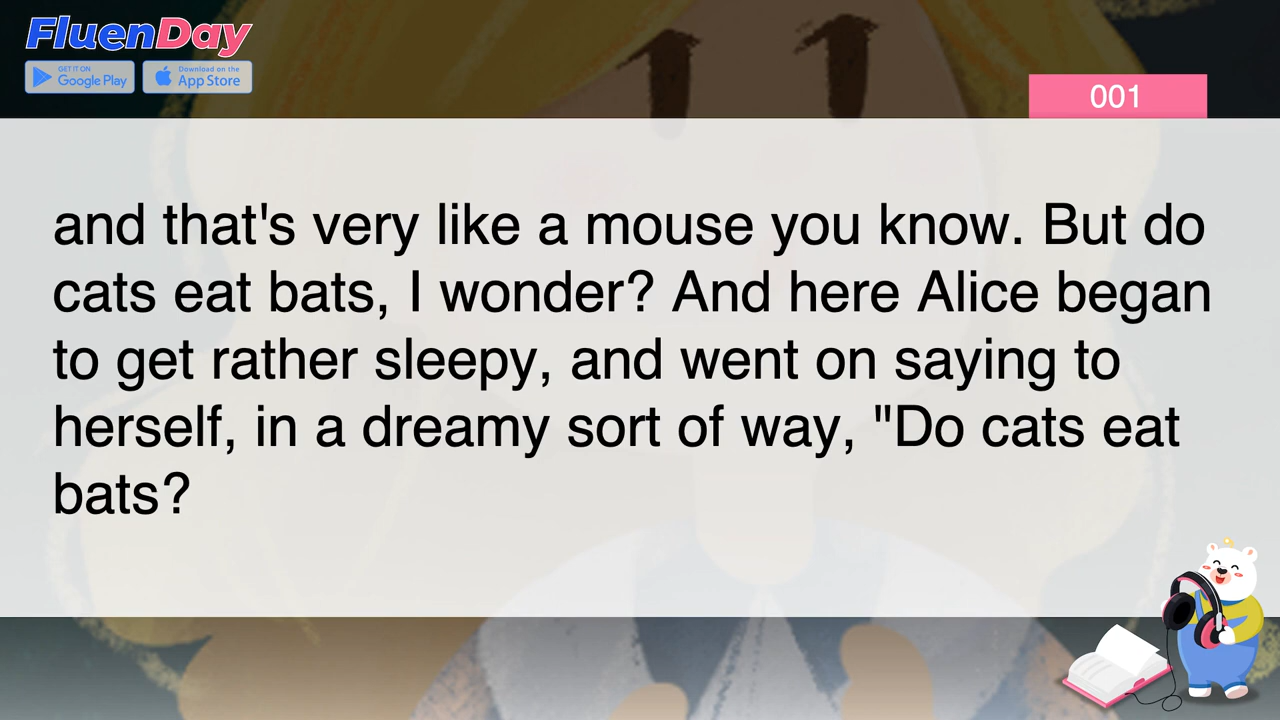 FluenDay
GET IT ON
Google Play
Download on the
App Store
001
and that's very like a mouse you know. But do
cats eat bats, I wonder? And here Alice began
to get rather sleepy, and went on saying to
herself, in a dreamy sort of way, "Do cats eat
bats?